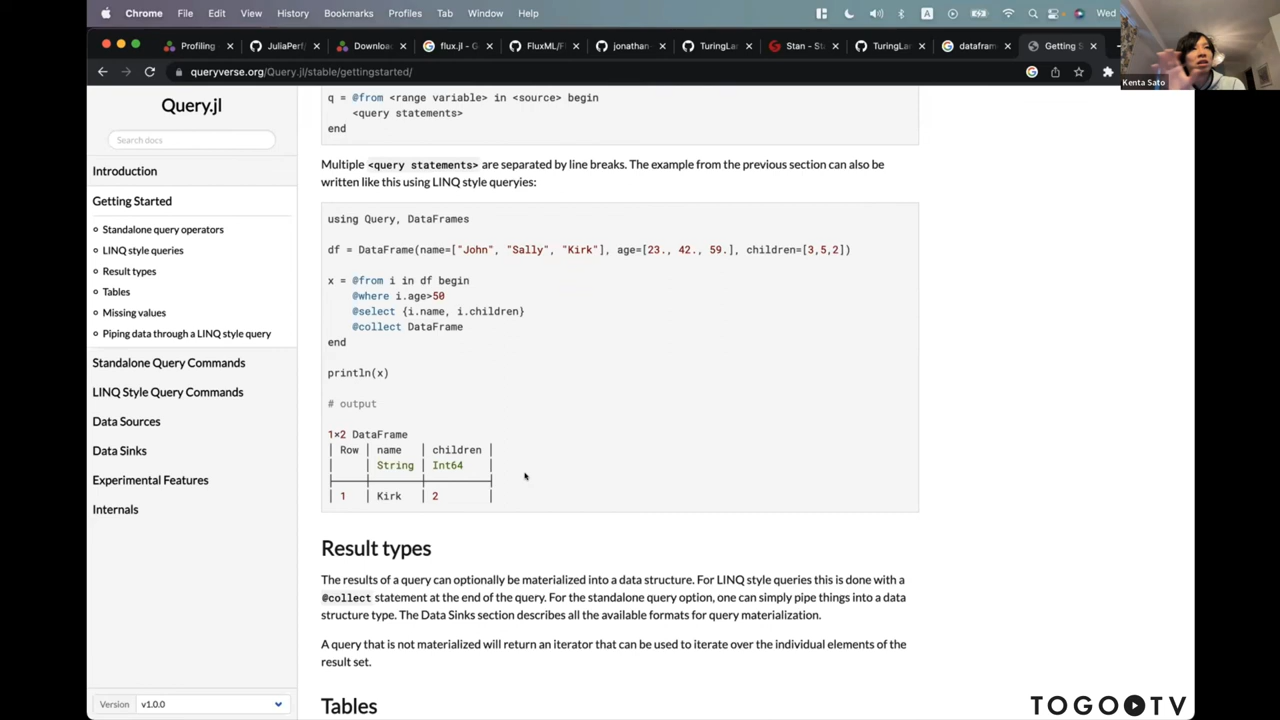 Chrome File Edit View History Bookmarks Profiles Tab Window Help
A
Wed
Profiling
JuliaPerf/
Downloa
flux.jl - G
FluxML/Fl
jonathan
TuringLan
Stan - Sta
TuringLan
datafram
Getting S
queryverse.org/Query.jl/stable/gettingstarted/
Kenta Sato
Query.jl
Search docs
Introduction
Getting Started
Standalone query operators
LINQ style queries
Result types
Tables
Missing values
Piping data through a LINQ style query
Standalone Query Commands
LINQ Style Query Commands
Data Sources
Data Sinks
Experimental Features
Internals
Version v1.0.0
q = @from <range variable> in <source> begin
<query statements>
end
Multiple <query statements> are separated by line breaks. The example from the previous section can also be
written like this using LINQ style queryies:
using Query, DataFrames
df = DataFrame(name=["John", "Sally", "Kirk"], age=[23., 42., 59.], children=[3,5,2])
x = @from i in df begin
@where i.age>50
@select {i.name, i.children}
@collect DataFrame
end
println(x)
# output
1×2 DataFrame
│ Row │ name │ children │
│ │ String │ Int64 │
├─────┼────────┼──────────┤
│ 1 │ Kirk │ 2 │
Result types
The results of a query can optionally be materialized into a data structure. For LINQ style queries this is done with a
@collect statement at the end of the query. For the standalone query option, one can simply pipe things into a data
structure type. The Data Sinks section describes all the available formats for query materialization.
A query that is not materialized will return an iterator that can be used to iterate over the individual elements of the
result set.
Tables
TOGO TV